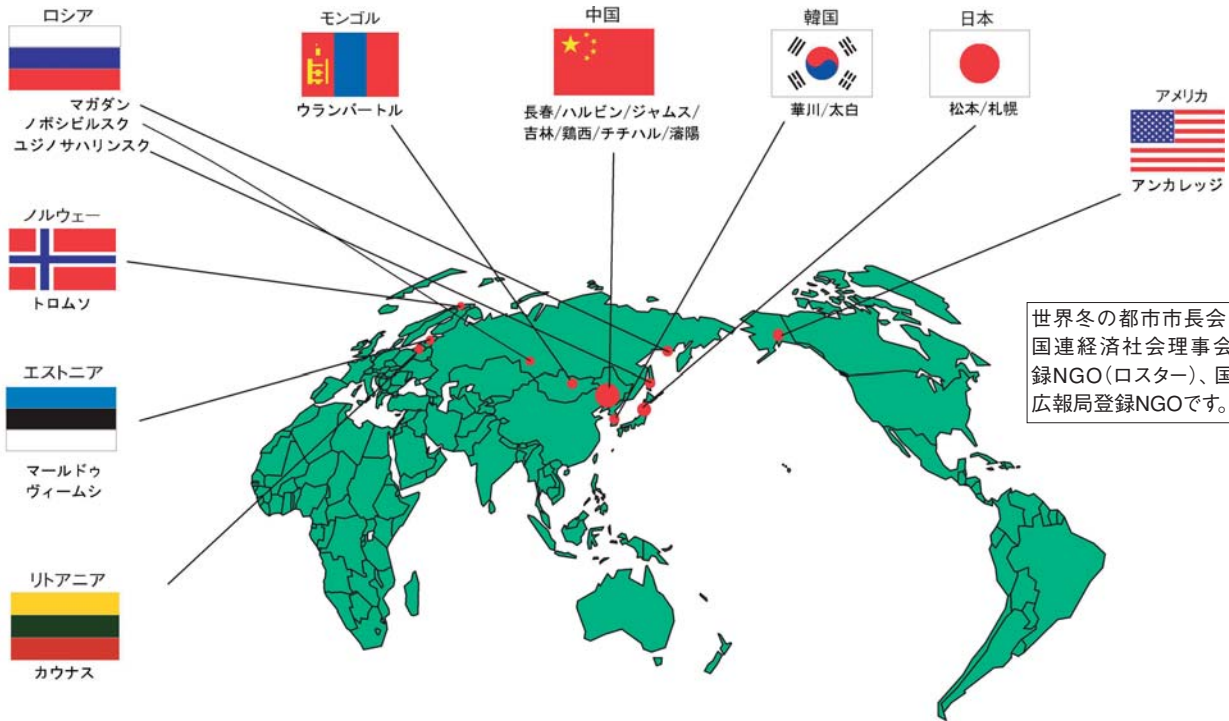 ロシア
マガダン
ノボシビルスク
ユジノサハリンスク
モンゴル
ウランバートル
中国
長春/ハルビン/ジャムス/
吉林/鶏西/チチハル/瀋陽
韓国
華川/太白
日本
松本/札幌
アメリカ
アンカレッジ
ノルウェー
トロムソ
エストニア
マールドゥ
ヴィームシ
リトアニア
カウナス
世界冬の都市市長会
国連経済社会理事会
録NGO(ロスター)、国
広報局登録NGOです。